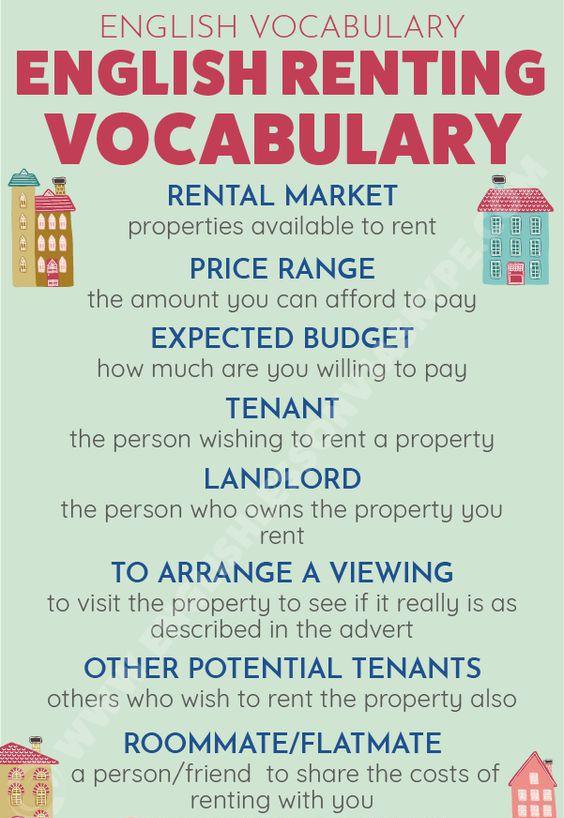 ENGLISH VOCABULARY
ENGLISH RENTING
VOCABULARY
RENTAL MARKET
properties available to rent
PRICE RANGE
the amount you can afford to pay
EXPECTED BUDGET
how much are you willing to pay
TENANT
the person wishing to rent a property
LANDLORD
the person who owns the property you
rent
TO ARRANGE A VIEWING
to visit the property to see if it really is as
described in the advert
OTHER POTENTIAL TENANTS
others who wish to rent the property also
ROOMMATE/FLATMATE
a person/friend to share the costs of
renting with you
WWW.ENGLISHLESSONVIASKYPE.COM